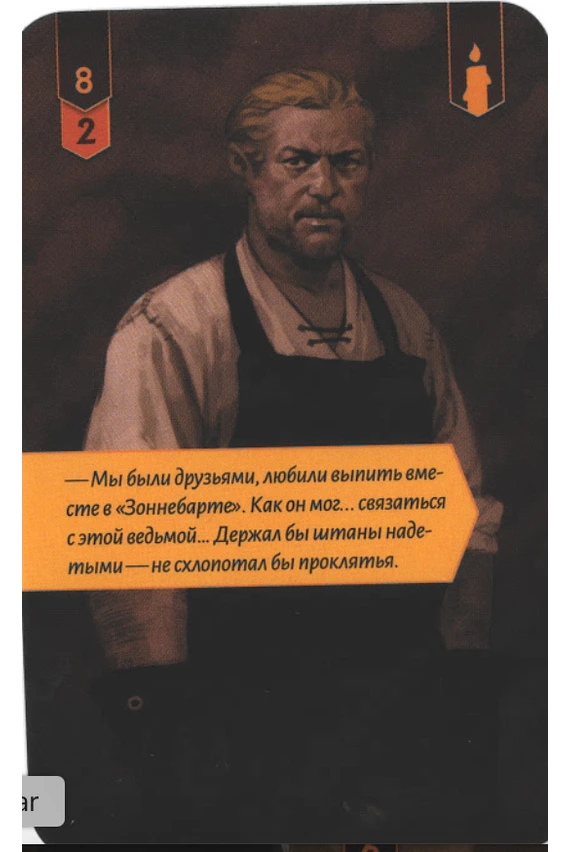 8
2
— Мы были друзьями, любили выпить вме-
сте в «Зоннебарте». Как он мог... связаться
с этой ведьмой... Держал бы штаны наде-
тыми — не схлопотал бы проклятья.
ar